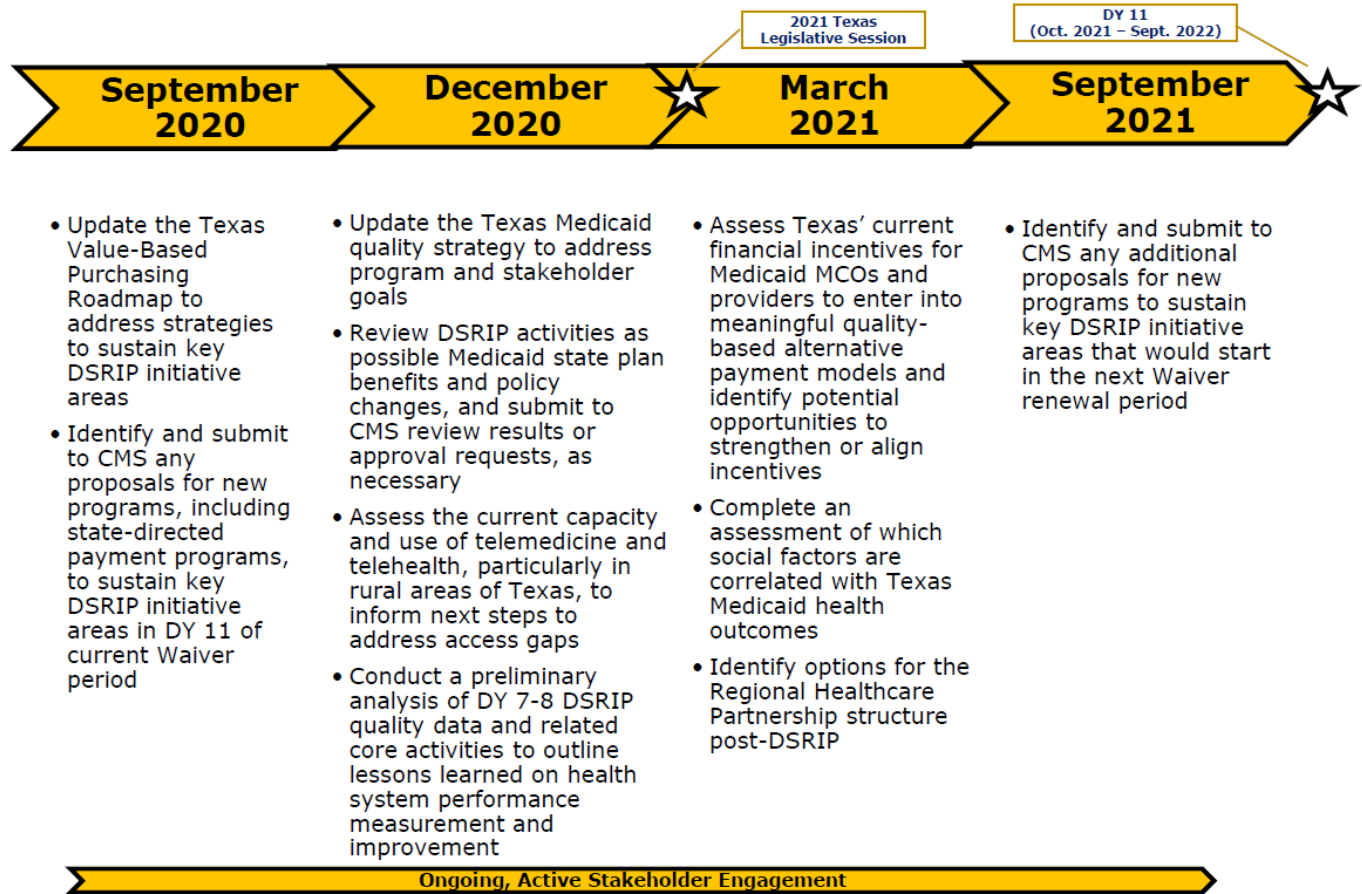 2021 Texas
Legislative Session
DY 11
(Oct. 2021 – Sept. 2022)
September
2020
December
2020
March
2021
September
2021
• Update the Texas
Value-Based
Purchasing
Roadmap to
address strategies
to sustain key
DSRIP initiative
areas
• Identify and submit
to CMS any
proposals for new
programs, including
state-directed
payment programs,
to sustain key
DSRIP initiative
areas in DY 11 of
current Waiver
period
• Update the Texas Medicaid
quality strategy to address
program and stakeholder
goals
• Review DSRIP activities as
possible Medicaid state plan
benefits and policy
changes, and submit to
CMS review results or
approval requests, as
necessary
• Assess the current capacity
and use of telemedicine and
telehealth, particularly in
rural areas of Texas, to
inform next steps to
address access gaps
• Conduct a preliminary
analysis of DY 7-8 DSRIP
quality data and related
core activities to outline
lessons learned on health
system performance
measurement and
improvement
• Assess Texas’ current
financial incentives for
Medicaid MCOs and
providers to enter into
meaningful quality-
based alternative
payment models and
identify potential
opportunities to
strengthen or align
incentives
• Complete an
assessment of which
social factors are
correlated with Texas
Medicaid health
outcomes
• Identify options for the
Regional Healthcare
Partnership structure
post-DSRIP
• Identify and submit to
CMS any additional
proposals for new
programs to sustain
key DSRIP initiative
areas that would start
in the next Waiver
renewal period
Ongoing, Active Stakeholder Engagement